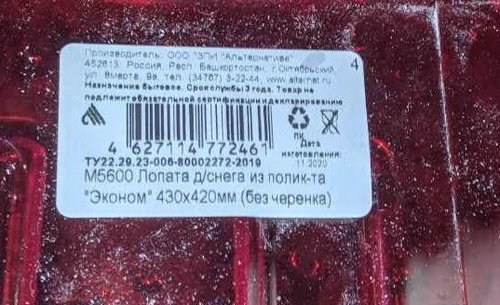 Производитель: ООО "ЗПИ "Альтернатива"
4
452613, Россия, Респ. Башкортостан, г.Октябрьский,
ул. 8марта, 9а, тел. (34767) 3-22-44, www.alternat.ru
Назначение бытовое. Срок службы 3 года. Товар не
подлежит обязательной сертификации и декларированию
ПК
Дата
изготовления:
11.2020
4 627114 772461
ТУ22.29.23-006-80002272-2019
М5600 Лопата д/снега из полик-та
"Эконом" 430х420мм (без черенка)